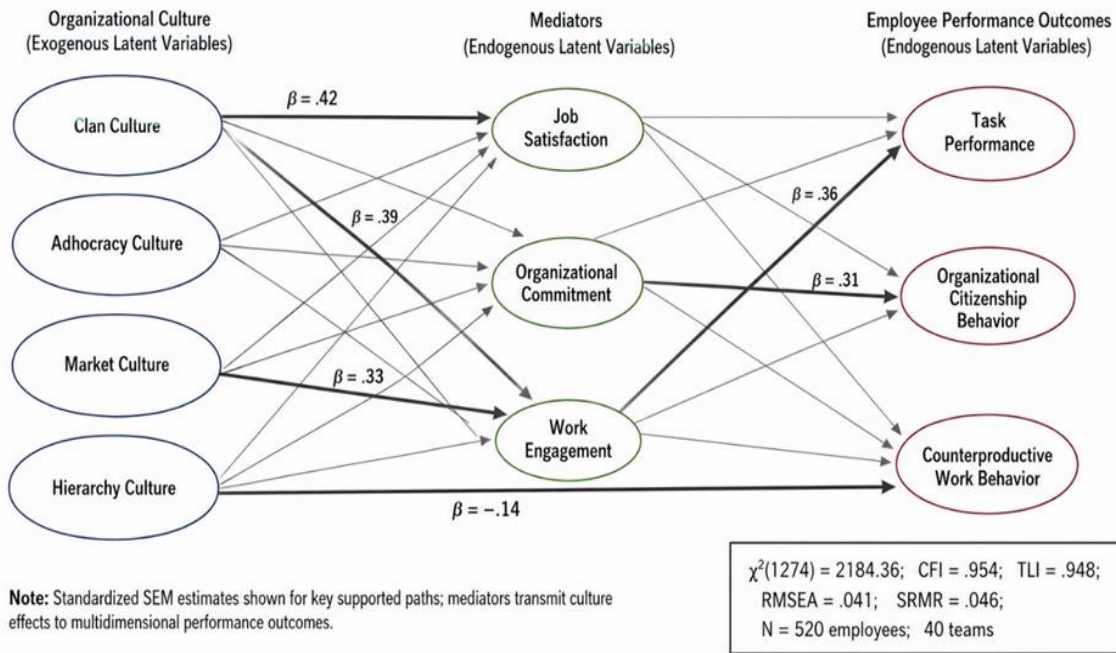 Organizational Culture
(Exogenous Latent Variables)
Mediators
(Endogenous Latent Variables)
Employee Performance Outcomes
(Endogenous Latent Variables)
Clan Culture
Adhocracy Culture
Market Culture
Hierarchy Culture
β = .42
β = .39
β = .33
β = −.14
Job
Satisfaction
Organizational
Commitment
Work
Engagement
β = .36
β = .31
Task
Performance
Organizational
Citizenship
Behavior
Counterproductive
Work Behavior
Note: Standardized SEM estimates shown for key supported paths; mediators transmit culture
effects to multidimensional performance outcomes.
χ²(1274) = 2184.36; CFI = .954; TLI = .948;
RMSEA = .041; SRMR = .046;
N = 520 employees; 40 teams